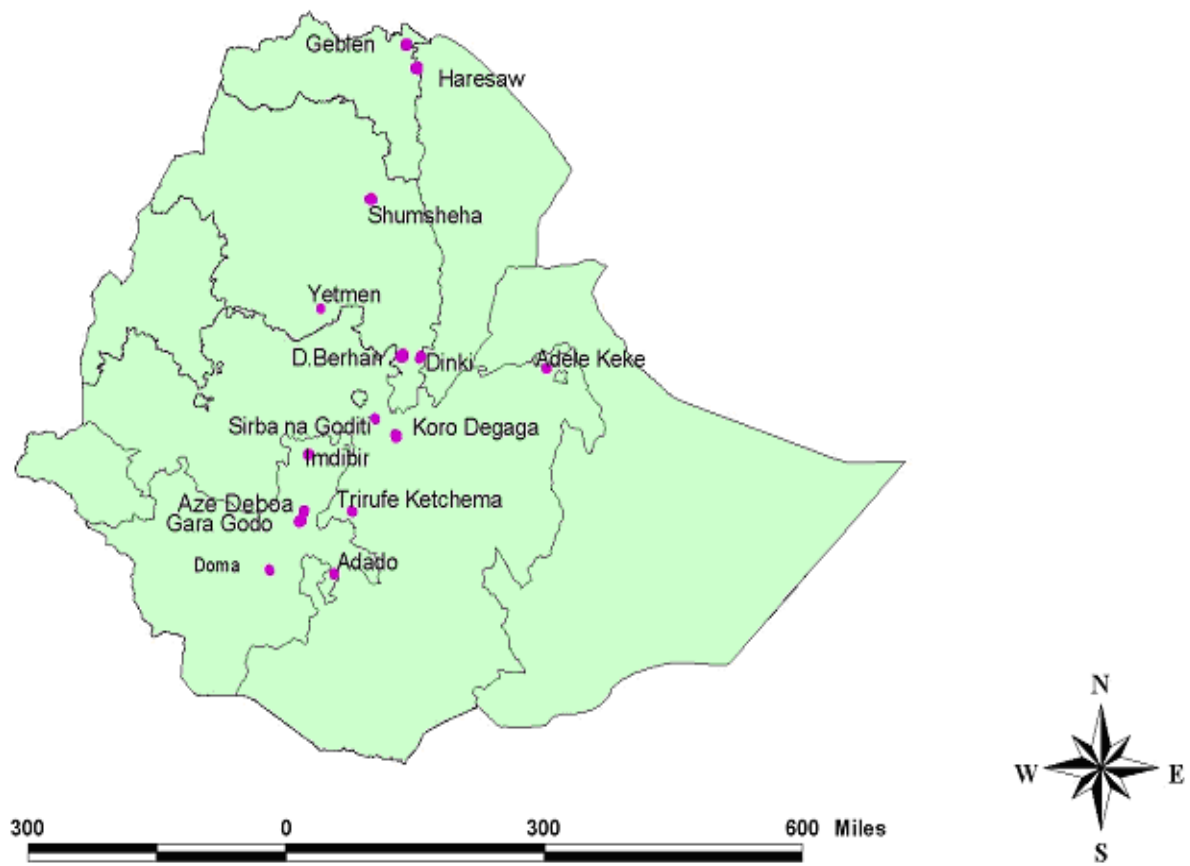 Geblen
Haresaw
Shumsheha
Yetmen
D.Berhan
Dinki
Adele Keke
Sirba na Goditi
Koro Degaga
Imdibir
Aze Deboa
Trirufe Ketchema
Gara Godo
Doma
Adado
N
W
E
S
300 0 300 600 Miles